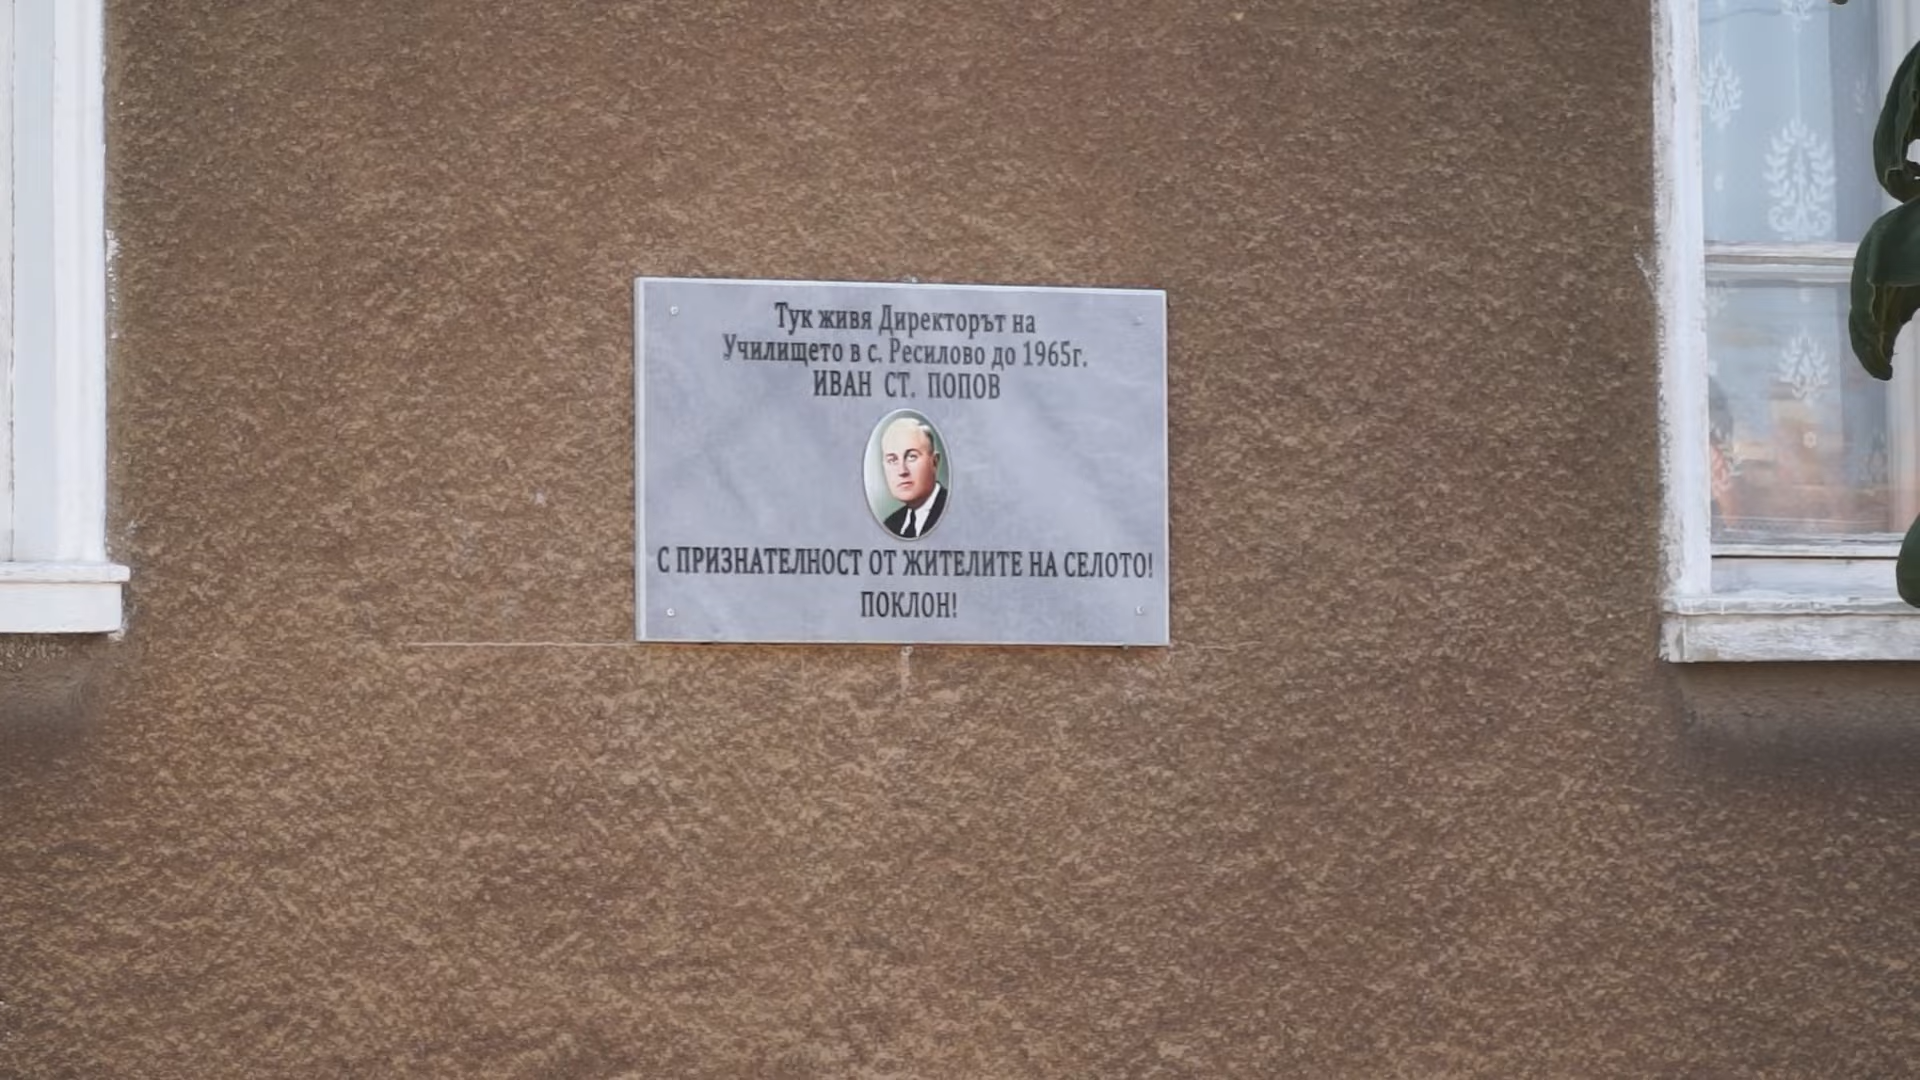 Тук живя Директорът на
Училището в с. Ресилово до 1965г.
ИВАН СТ. ПОПОВ
С ПРИЗНАТЕЛНОСТ ОТ ЖИТЕЛИТЕ НА СЕЛОТО!
ПОКЛОН!